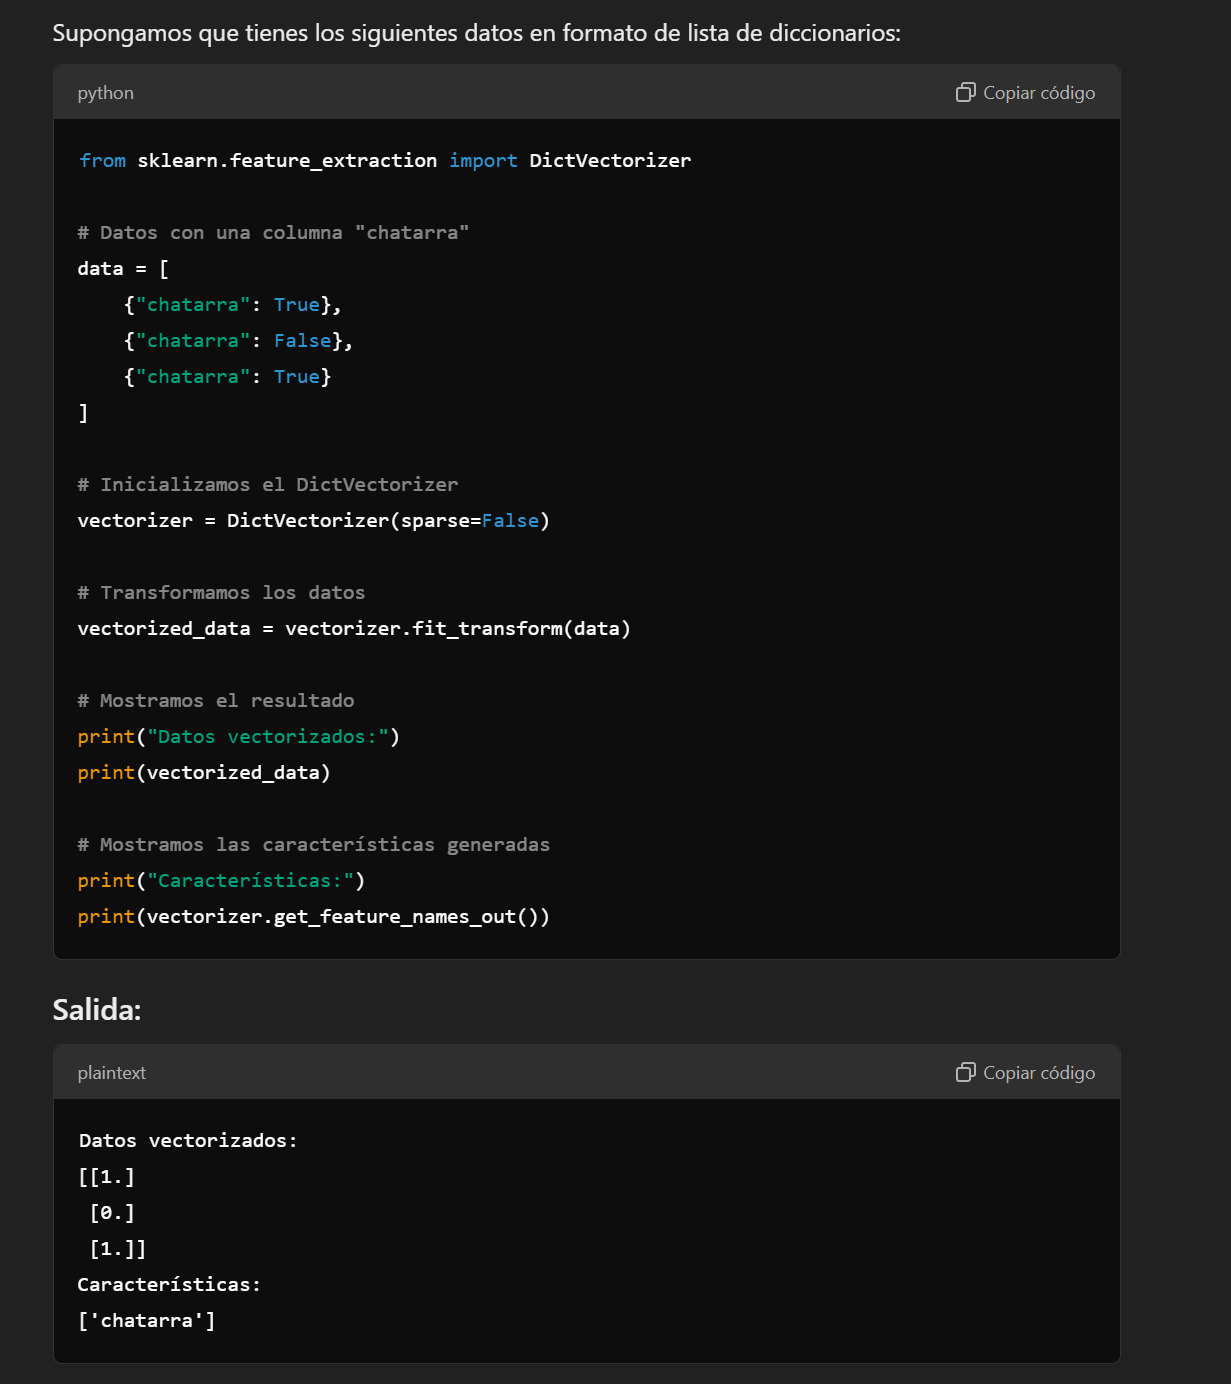 Supongamos que tienes los siguientes datos en formato de lista de diccionarios:
python
Copiar código
from sklearn.feature_extraction import DictVectorizer
# Datos con una columna "chatarra"
data = [
    {"chatarra": True},
    {"chatarra": False},
    {"chatarra": True}
]
# Inicializamos el DictVectorizer
vectorizer = DictVectorizer(sparse=False)
# Transformamos los datos
vectorized_data = vectorizer.fit_transform(data)
# Mostramos el resultado
print("Datos vectorizados:")
print(vectorized_data)
# Mostramos las características generadas
print("Características:")
print(vectorizer.get_feature_names_out())
Salida:
plaintext
Copiar código
Datos vectorizados:
[[1.]
 [0.]
 [1.]]
Características:
['chatarra']